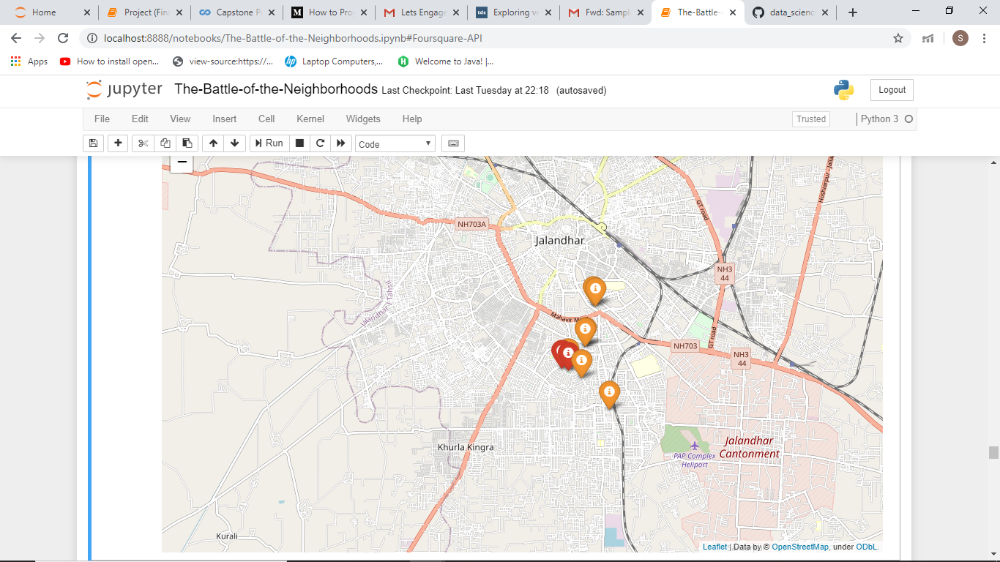 Home
Project (Fina
Capstone P
How to Pro
Lets Engage
Exploring ve
Fwd: Sampl
The-Battle-
data_scienc
localhost:8888/notebooks/The-Battle-of-the-Neighborhoods.ipynb#Foursquare-API
S
Apps
How to install open...
view-source:https://...
Laptop Computers,...
Welcome to Java! |...
jupyter The-Battle-of-the-Neighborhoods Last Checkpoint: Last Tuesday at 22:18 (autosaved)
Logout
File Edit View Insert Cell Kernel Widgets Help
Trusted
Python 3
Run
Code
NH703A
Jalandhar
GT road
Hoshiarpur - Jalla
NH3
44
Jalandhar I Tahsil
Mahavir M
GT road
NH703
NH3
44
Khurla Kingra
Jalandhar
Cantonment
PAP Complex
Heliport
Kurali
Leaflet | Data by © OpenStreetMap, under ODbL.